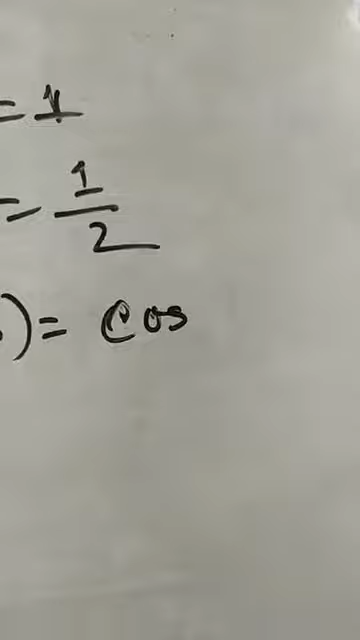 = 1
= 1/2
.) = cos